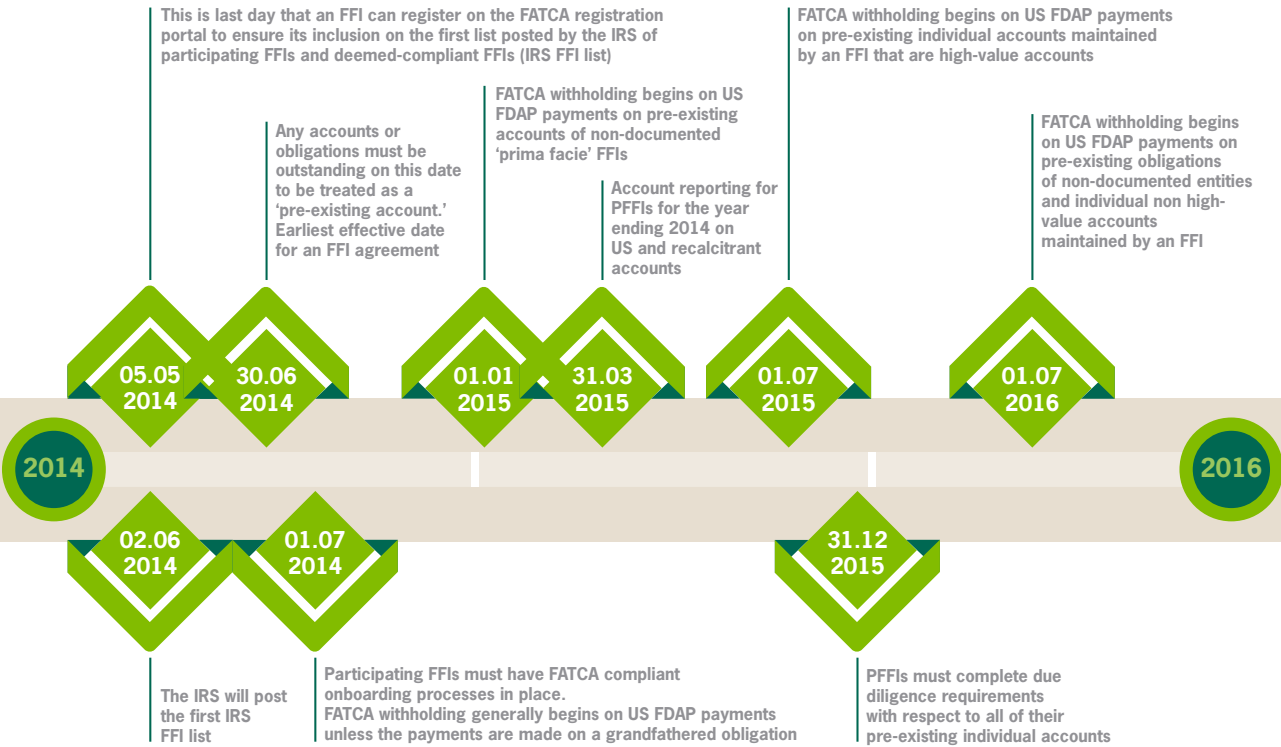 This is last day that an FFI can register on the FATCA registration
portal to ensure its inclusion on the first list posted by the IRS of
participating FFIs and deemed-compliant FFIs (IRS FFI list)
FATCA withholding begins on US FDAP payments
on pre-existing individual accounts maintained
by an FFI that are high-value accounts
FATCA withholding begins on US
FDAP payments on pre-existing
accounts of non-documented
‘prima facie’ FFIs
Any accounts or
obligations must be
outstanding on this date
to be treated as a
‘pre-existing account.’
Earliest effective date
for an FFI agreement
FATCA withholding begins
on US FDAP payments on
pre-existing obligations
of non-documented entities
and individual non high-
value accounts
maintained by an FFI
Account reporting for
PFFIs for the year
ending 2014 on
US and recalcitrant
accounts
05.05
2014
30.06
2014
01.01
2015
31.03
2015
01.07
2015
01.07
2016
2014
2016
02.06
2014
01.07
2014
31.12
2015
The IRS will post
the first IRS
FFI list
Participating FFIs must have FATCA compliant
onboarding processes in place.
FATCA withholding generally begins on US FDAP payments
unless the payments are made on a grandfathered obligation
PFFIs must complete due
diligence requirements
with respect to all of their
pre-existing individual accounts